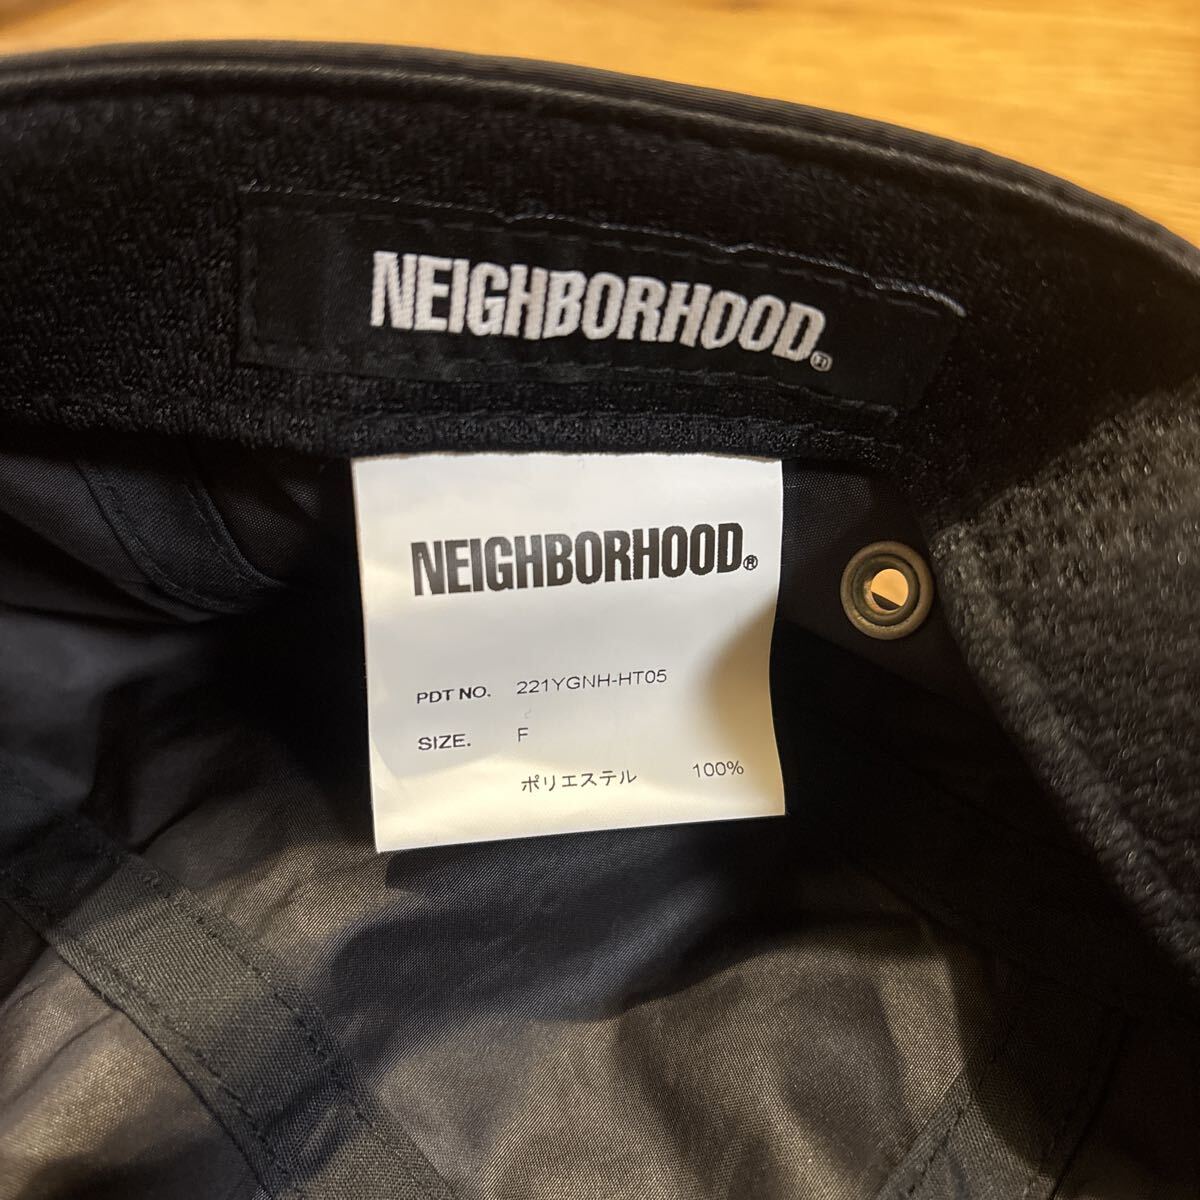 NEIGHBORHOOD®
NEIGHBORHOOD®
PDT NO. 221YGNH-HT05
SIZE. F
ポリエステル 100%